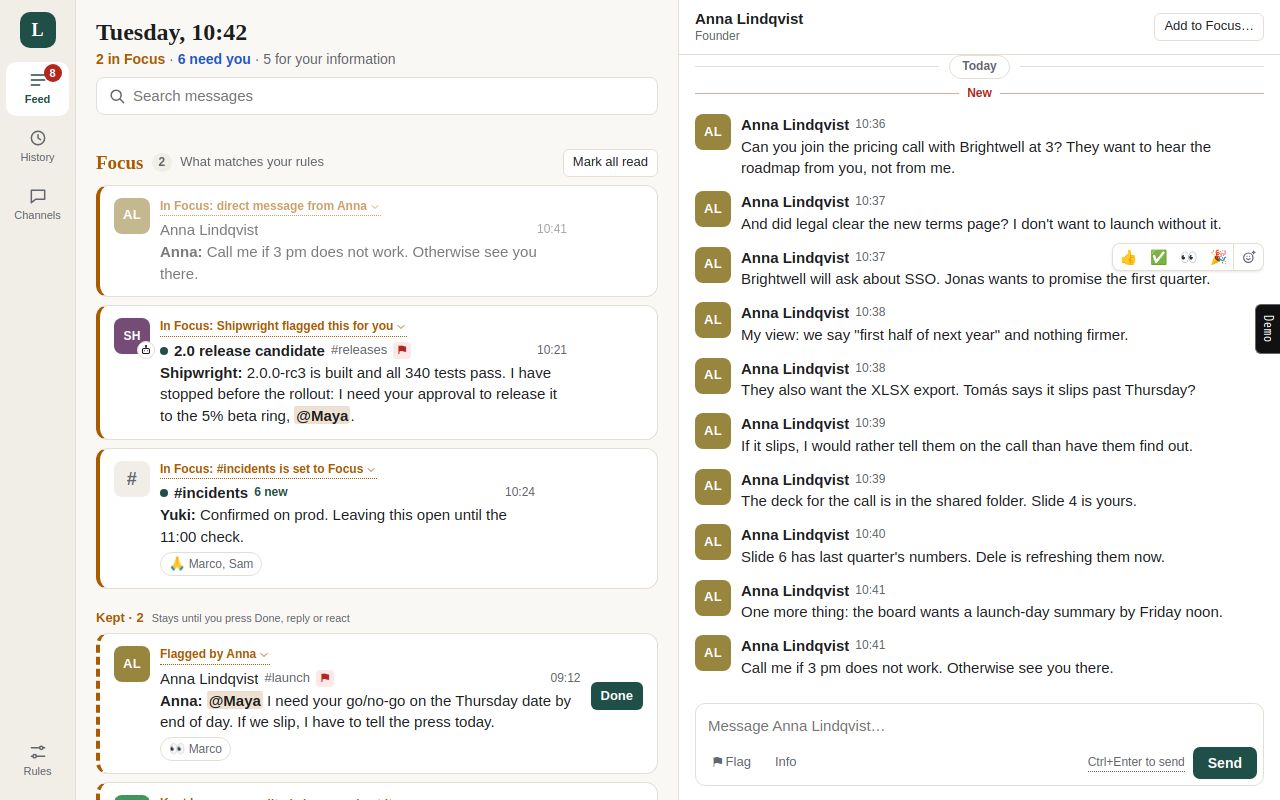 L
8
Feed
History
Channels
Rules
Tuesday, 10:42
2 in Focus · 6 need you · 5 for your information
Search messages
Focus 2 What matches your rules
Mark all read
AL
In Focus: direct message from Anna
Anna Lindqvist 10:41
Anna: Call me if 3 pm does not work. Otherwise see you
there.
SH
In Focus: Shipwright flagged this for you
2.0 release candidate #releases 10:21
Shipwright: 2.0.0-rc3 is built and all 340 tests pass. I have
stopped before the rollout: I need your approval to release it
to the 5% beta ring, @Maya.
#
In Focus: #incidents is set to Focus
#incidents 6 new 10:24
Yuki: Confirmed on prod. Leaving this open until the
11:00 check.
🙏 Marco, Sam
Kept · 2 Stays until you press Done, reply or react
AL
Flagged by Anna
Anna Lindqvist #launch 09:12
Anna: @Maya I need your go/no-go on the Thursday date by
end of day. If we slip, I have to tell the press today.
Done
👀 Marco
Anna Lindqvist
Founder
Add to Focus…
Today
New
AL
Anna Lindqvist 10:36
Can you join the pricing call with Brightwell at 3? They want to hear the
roadmap from you, not from me.
AL
Anna Lindqvist 10:37
And did legal clear the new terms page? I don't want to launch without it.
AL
Anna Lindqvist 10:37
👍 ✅ 👀 🎉
Brightwell will ask about SSO. Jonas wants to promise the first quarter.
AL
Anna Lindqvist 10:38
My view: we say "first half of next year" and nothing firmer.
AL
Anna Lindqvist 10:38
They also want the XLSX export. Tomás says it slips past Thursday?
AL
Anna Lindqvist 10:39
If it slips, I would rather tell them on the call than have them find out.
AL
Anna Lindqvist 10:39
The deck for the call is in the shared folder. Slide 4 is yours.
AL
Anna Lindqvist 10:40
Slide 6 has last quarter's numbers. Dele is refreshing them now.
AL
Anna Lindqvist 10:41
One more thing: the board wants a launch-day summary by Friday noon.
AL
Anna Lindqvist 10:41
Call me if 3 pm does not work. Otherwise see you there.
Message Anna Lindqvist…
Flag
Info
Ctrl+Enter to send
Send
Demo